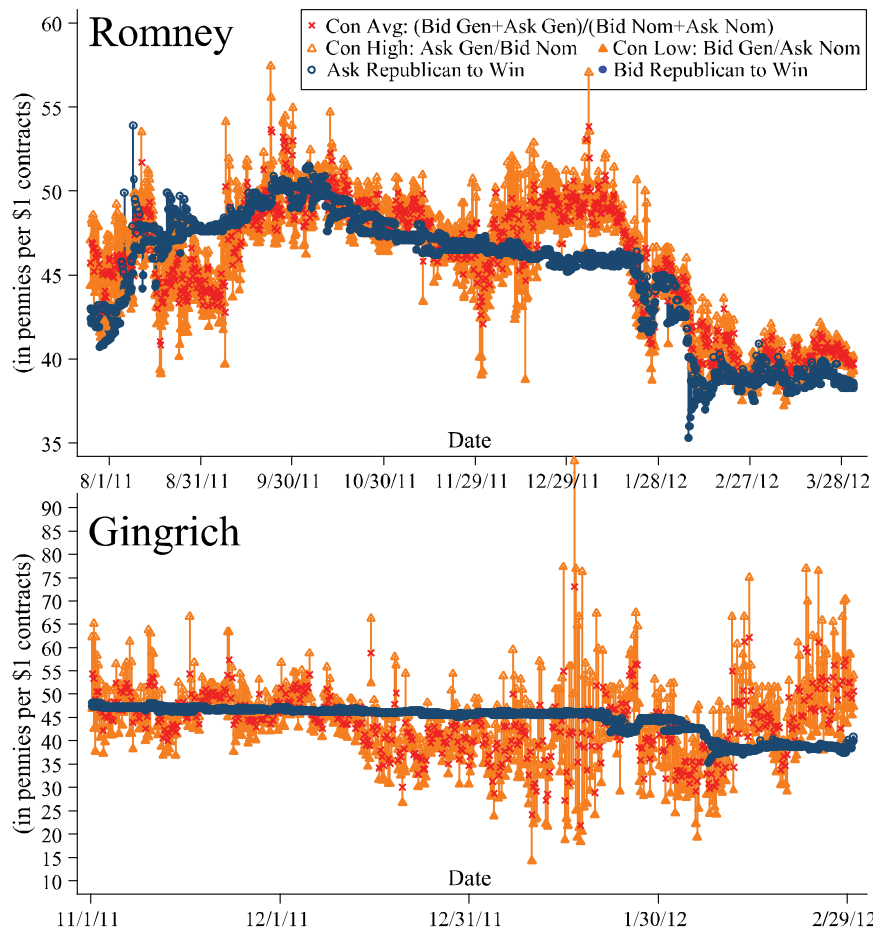 Romney
Con Avg: (Bid Gen+Ask Gen)/(Bid Nom+Ask Nom)
Con High: Ask Gen/Bid Nom Con Low: Bid Gen/Ask Nom
Ask Republican to Win Bid Republican to Win
(in pennies per $1 contracts)
60
55
50
45
40
35
Date
8/1/11 8/31/11 9/30/11 10/30/11 11/29/11 12/29/11 1/28/12 2/27/12 3/28/12
Gingrich
(in pennies per $1 contracts)
90
85
80
75
70
65
60
55
50
45
40
35
30
25
20
15
10
Date
11/1/11 12/1/11 12/31/11 1/30/12 2/29/12